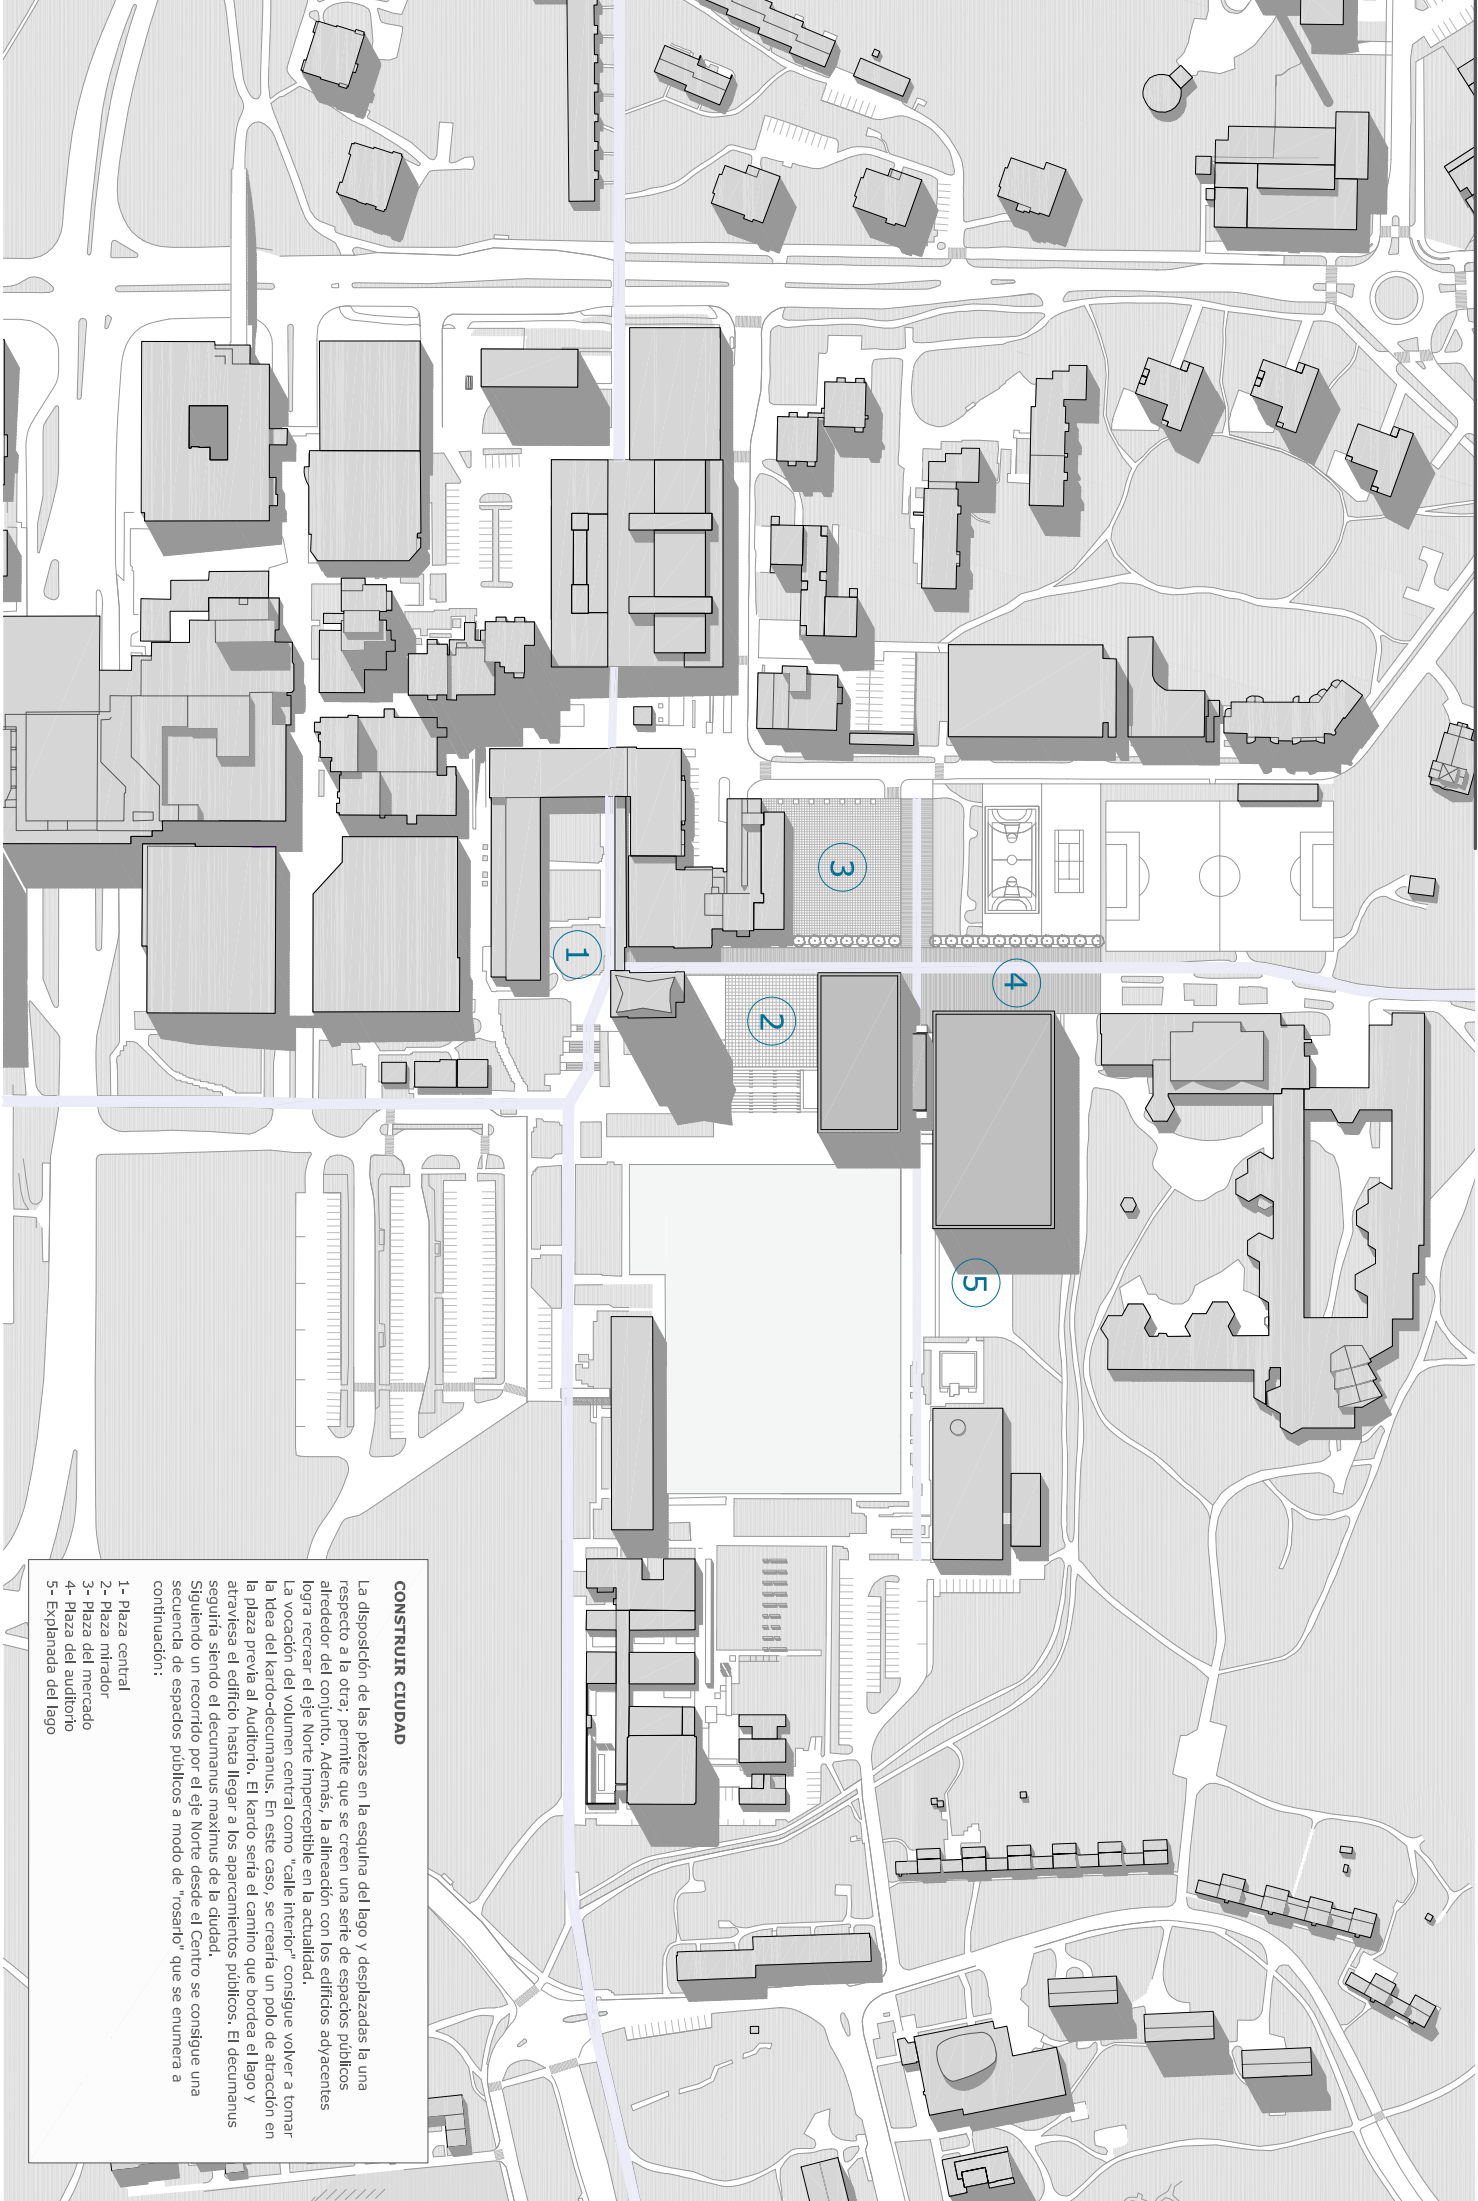 CONSTRUIR CIUDAD
La disposición de las piezas en la esquina del lago y desplazadas la una
respecto a la otra; permite que se creen una serie de espacios públicos
alrededor del conjunto. Además, la alineación con los edificios adyacentes
logra recrear el eje Norte imperceptible en la actualidad.
La vocación del volumen central como "calle interior" consigue volver a tomar
la idea del kardo-decumanus. En este caso, se crearía un polo de atracción en
la plaza previa al Auditorio. El kardo sería el camino que bordea el lago y
atraviesa el edificio hasta llegar a los aparcamientos públicos. El decumanus
seguiría siendo el decumanus maximus de la ciudad.
Siguiendo un recorrido por el eje Norte desde el Centro se consigue una
secuencia de espacios públicos a modo de "rosario" que se enumera a
continuación:
1- Plaza central
2- Plaza mirador
3- Plaza del mercado
4- Plaza del auditorio
5- Explanada del lago
3
1
4
2
5